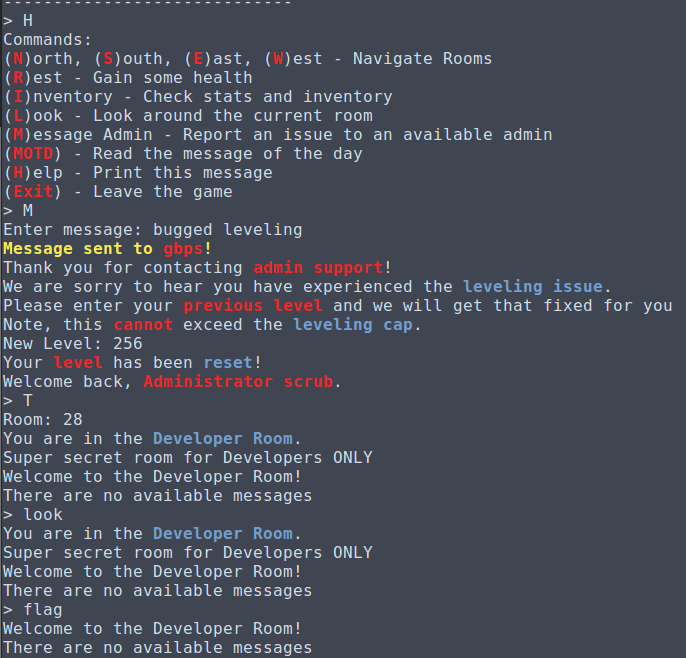 -----------------------------
> H
Commands:
(N)orth, (S)outh, (E)ast, (W)est - Navigate Rooms
(R)est - Gain some health
(I)nventory - Check stats and inventory
(L)ook - Look around the current room
(M)essage Admin - Report an issue to an available admin
(MOTD) - Read the message of the day
(H)elp - Print this message
(Exit) - Leave the game
> M
Enter message: bugged leveling
Message sent to gbps!
Thank you for contacting admin support!
We are sorry to hear you have experienced the leveling issue.
Please enter your previous level and we will get that fixed for you
Note, this cannot exceed the leveling cap.
New Level: 256
Your level has been reset!
Welcome back, Administrator scrub.
> T
Room: 28
You are in the Developer Room.
Super secret room for Developers ONLY
Welcome to the Developer Room!
There are no available messages
> look
You are in the Developer Room.
Super secret room for Developers ONLY
Welcome to the Developer Room!
There are no available messages
> flag
Welcome to the Developer Room!
There are no available messages